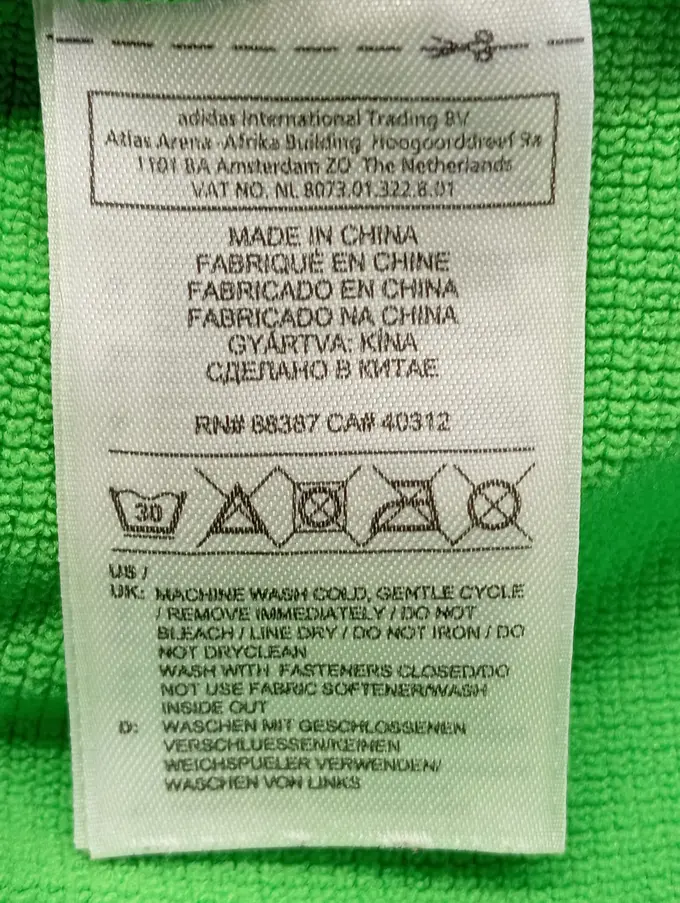 adidas International Trading BV
Atlas Arena -Afrika Building Hoogoorddreef 9a
1101 BA Amsterdam ZO The Netherlands
VAT NO. NL 8073.01.322.B.01
MADE IN CHINA
FABRIQUÉ EN CHINE
FABRICADO EN CHINA
FABRICADO NA CHINA
GYÁRTVA: KÍNA
СДЕЛАНО В КИТАЕ
RN# 88387 CA# 40312
30
US /
UK: MACHINE WASH COLD, GENTLE CYCLE
/ REMOVE IMMEDIATELY / DO NOT
BLEACH / LINE DRY / DO NOT IRON / DO
NOT DRYCLEAN
WASH WITH FASTENERS CLOSED/DO
NOT USE FABRIC SOFTENER/WASH
INSIDE OUT
D: WASCHEN MIT GESCHLOSSENEN
VERSCHLUESSEN/KEINEN
WEICHSPUELER VERWENDEN/
WASCHEN VON LINKS